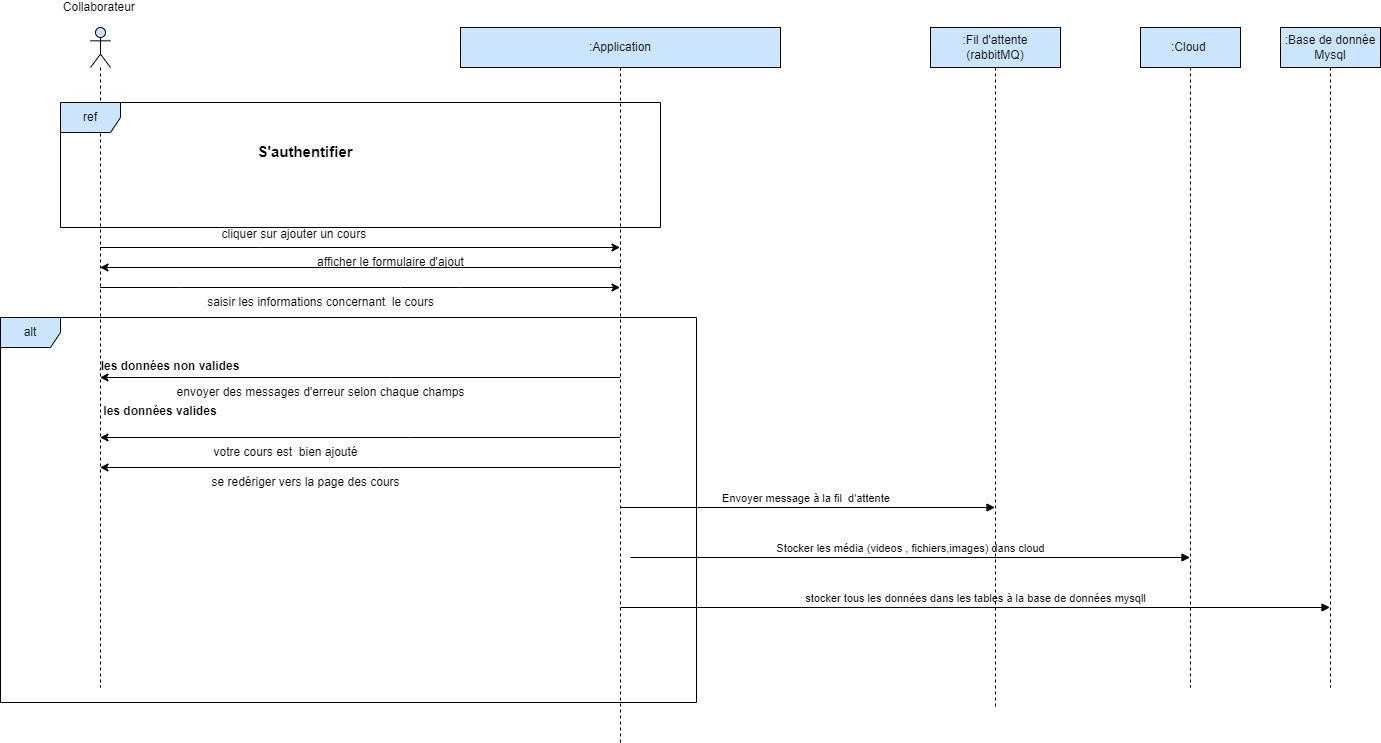 Collaborateur
:Application
:Fil d'attente
(rabbitMQ)
:Cloud
:Base de donnée
Mysql
ref
S'authentifier
cliquer sur ajouter un cours
afficher le formulaire d'ajout
saisir les informations concernant le cours
alt
les données non valides
envoyer des messages d'erreur selon chaque champs
les données valides
votre cours est bien ajouté
se redériger vers la page des cours
Envoyer message à la fil d'attente
Stocker les média (videos , fichiers,images) dans cloud
stocker tous les données dans les tables à la base de données mysqll